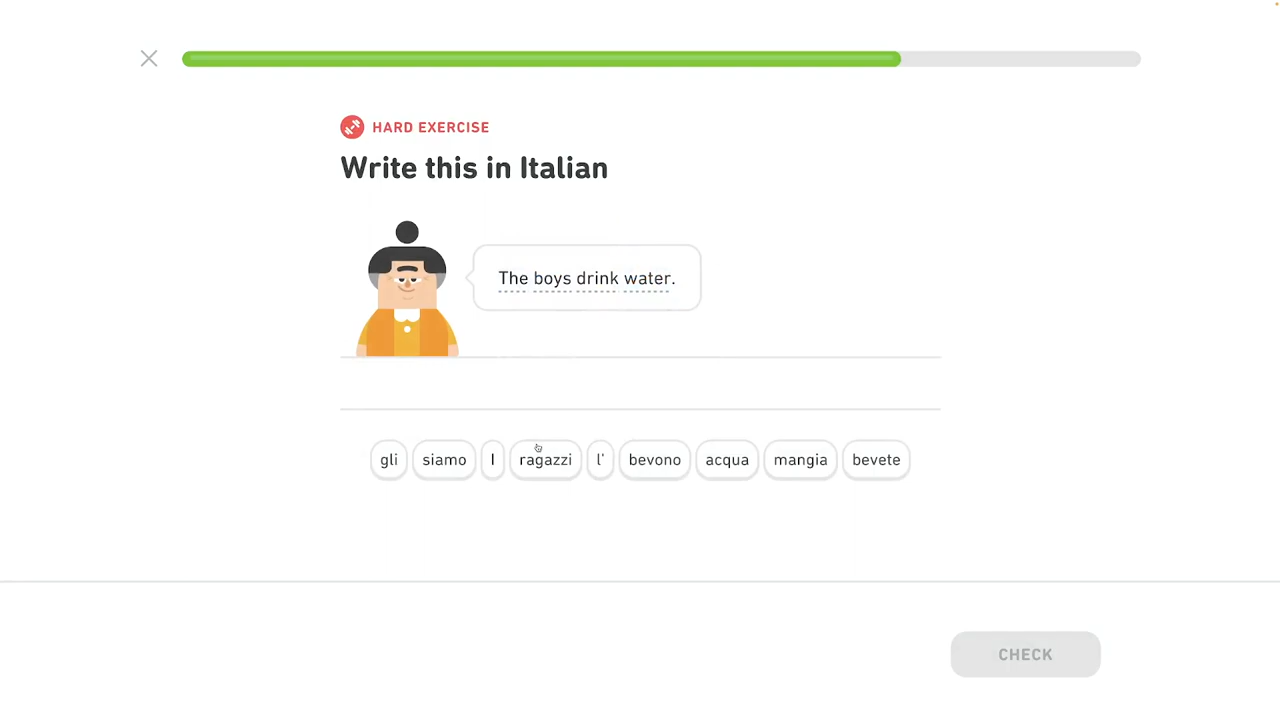 HARD EXERCISE
Write this in Italian
The boys drink water.
gli siamo I ragazzi l' bevono acqua mangia bevete
CHECK